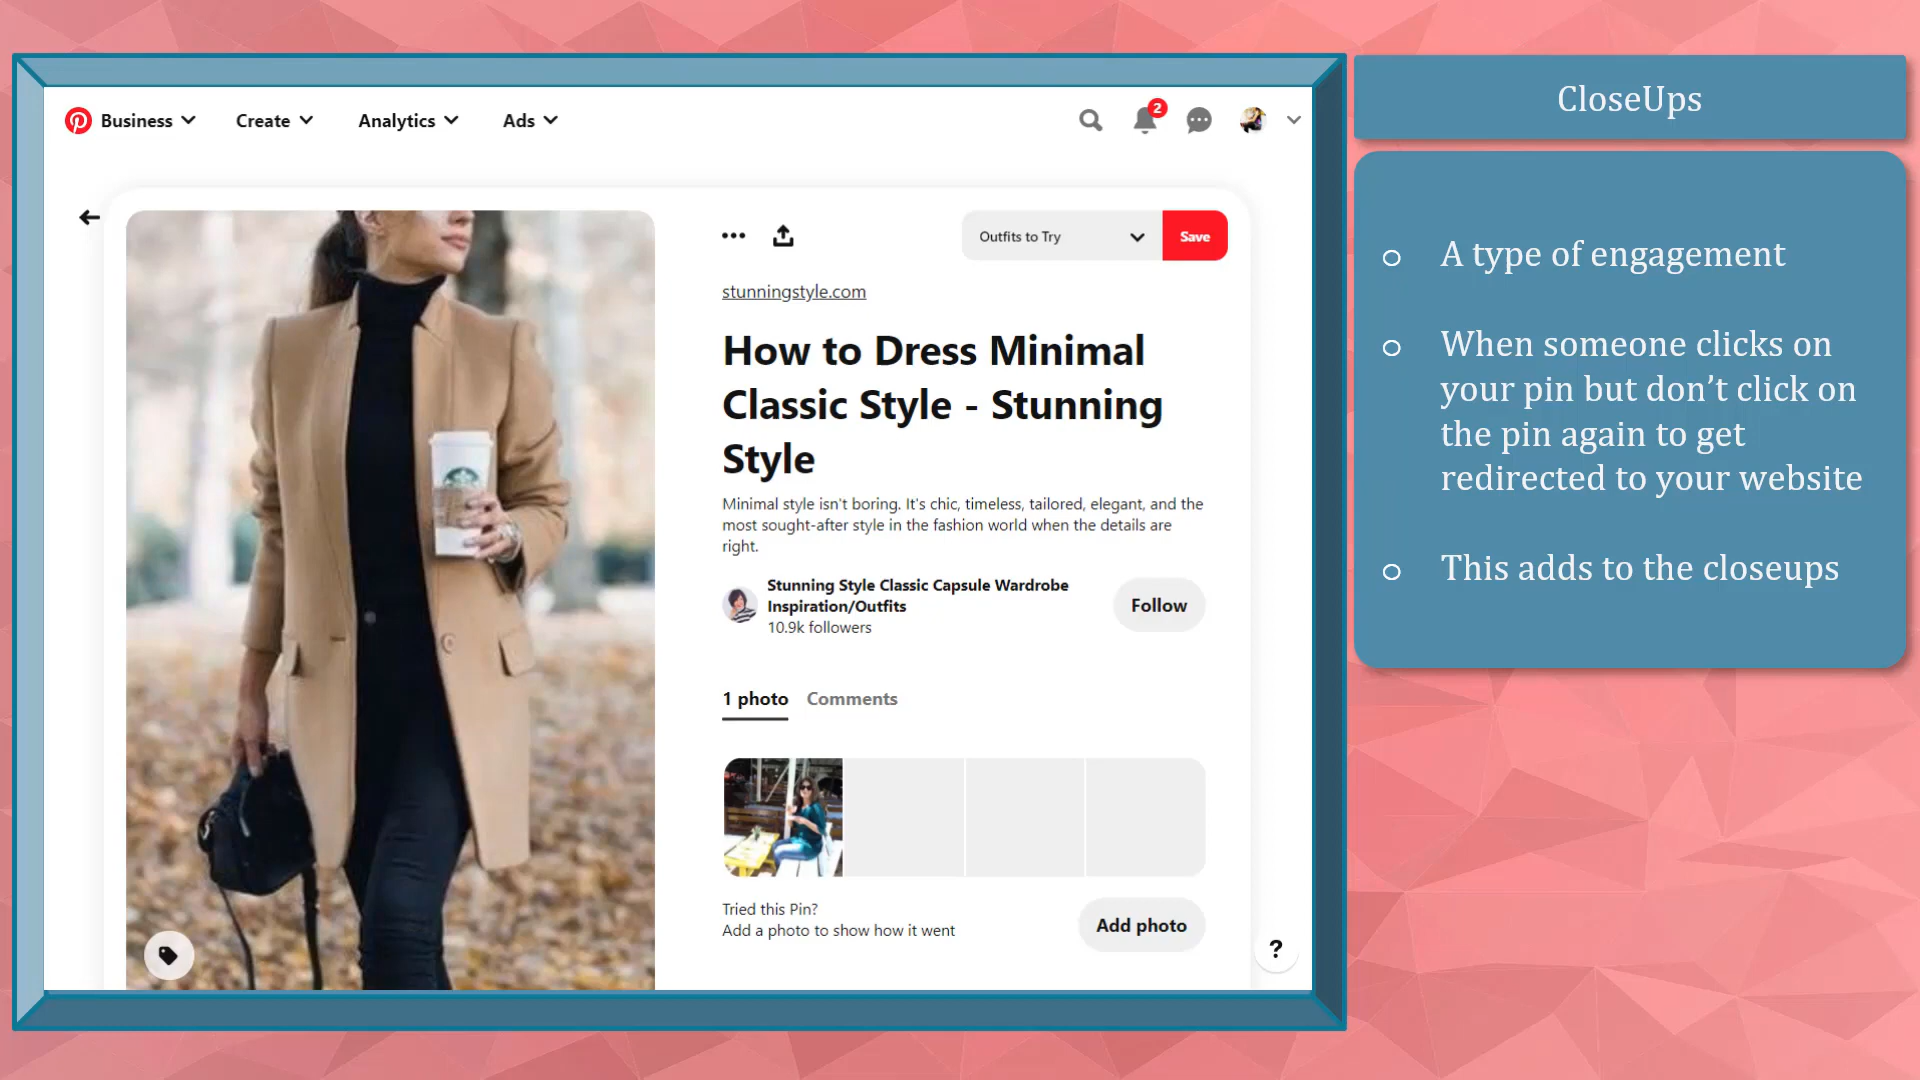 Business
Create
Analytics
Ads
2
Outfits to Try
Save
stunningstyle.com
How to Dress Minimal
Classic Style - Stunning
Style
Minimal style isn't boring. It's chic, timeless, tailored, elegant, and the
most sought-after style in the fashion world when the details are
right.
Stunning Style Classic Capsule Wardrobe
Inspiration/Outfits
10.9k followers
Follow
1 photo
Comments
Tried this Pin?
Add a photo to show how it went
Add photo
?
CloseUps
A type of engagement
When someone clicks on
your pin but don’t click on
the pin again to get
redirected to your website
This adds to the closeups